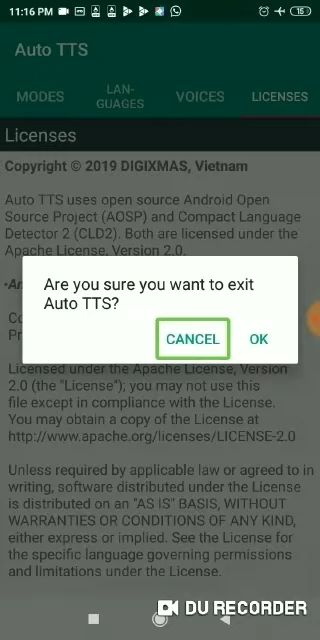 11:16 PM
15
Auto TTS
MODES
LAN-
GUAGES
VOICES
LICENSES
Licenses
Copyright © 2019 DIGIXMAS, Vietnam
Auto TTS uses open source Android Open
Source Project (AOSP) and Compact Language
Detector 2 (CLD2). Both are licensed under the
Apache License, Version 2.0.
Are you sure you want to exit
Auto TTS?
CANCEL
OK
Licensed under the Apache License, Version
2.0 (the "License"); you may not use this
file except in compliance with the License.
You may obtain a copy of the License at
http://www.apache.org/licenses/LICENSE-2.0
Unless required by applicable law or agreed to in
writing, software distributed under the License
is distributed on an "AS IS" BASIS, WITHOUT
WARRANTIES OR CONDITIONS OF ANY KIND,
either express or implied. See the License for
the specific language governing permissions
and limitations under the License.
DU RECORDER